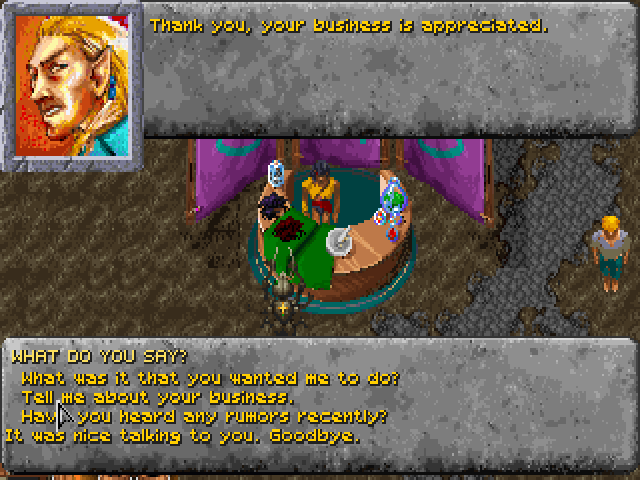 Thank you, your business is appreciated.
WHAT DO YOU SAY?
What was it that you wanted me to do?
Tell me about your business.
Have you heard any rumors recently?
It was nice talking to you. Goodbye.